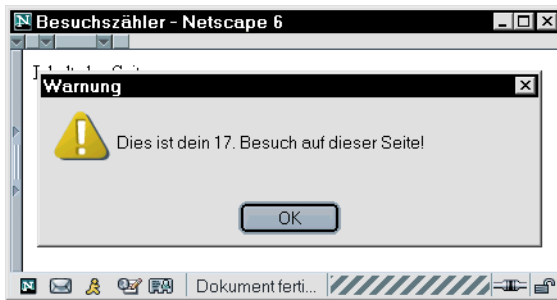 Besuchszähler - Netscape 6
Warnung
Dies ist dein 17. Besuch auf dieser Seite!
OK
Dokument ferti...